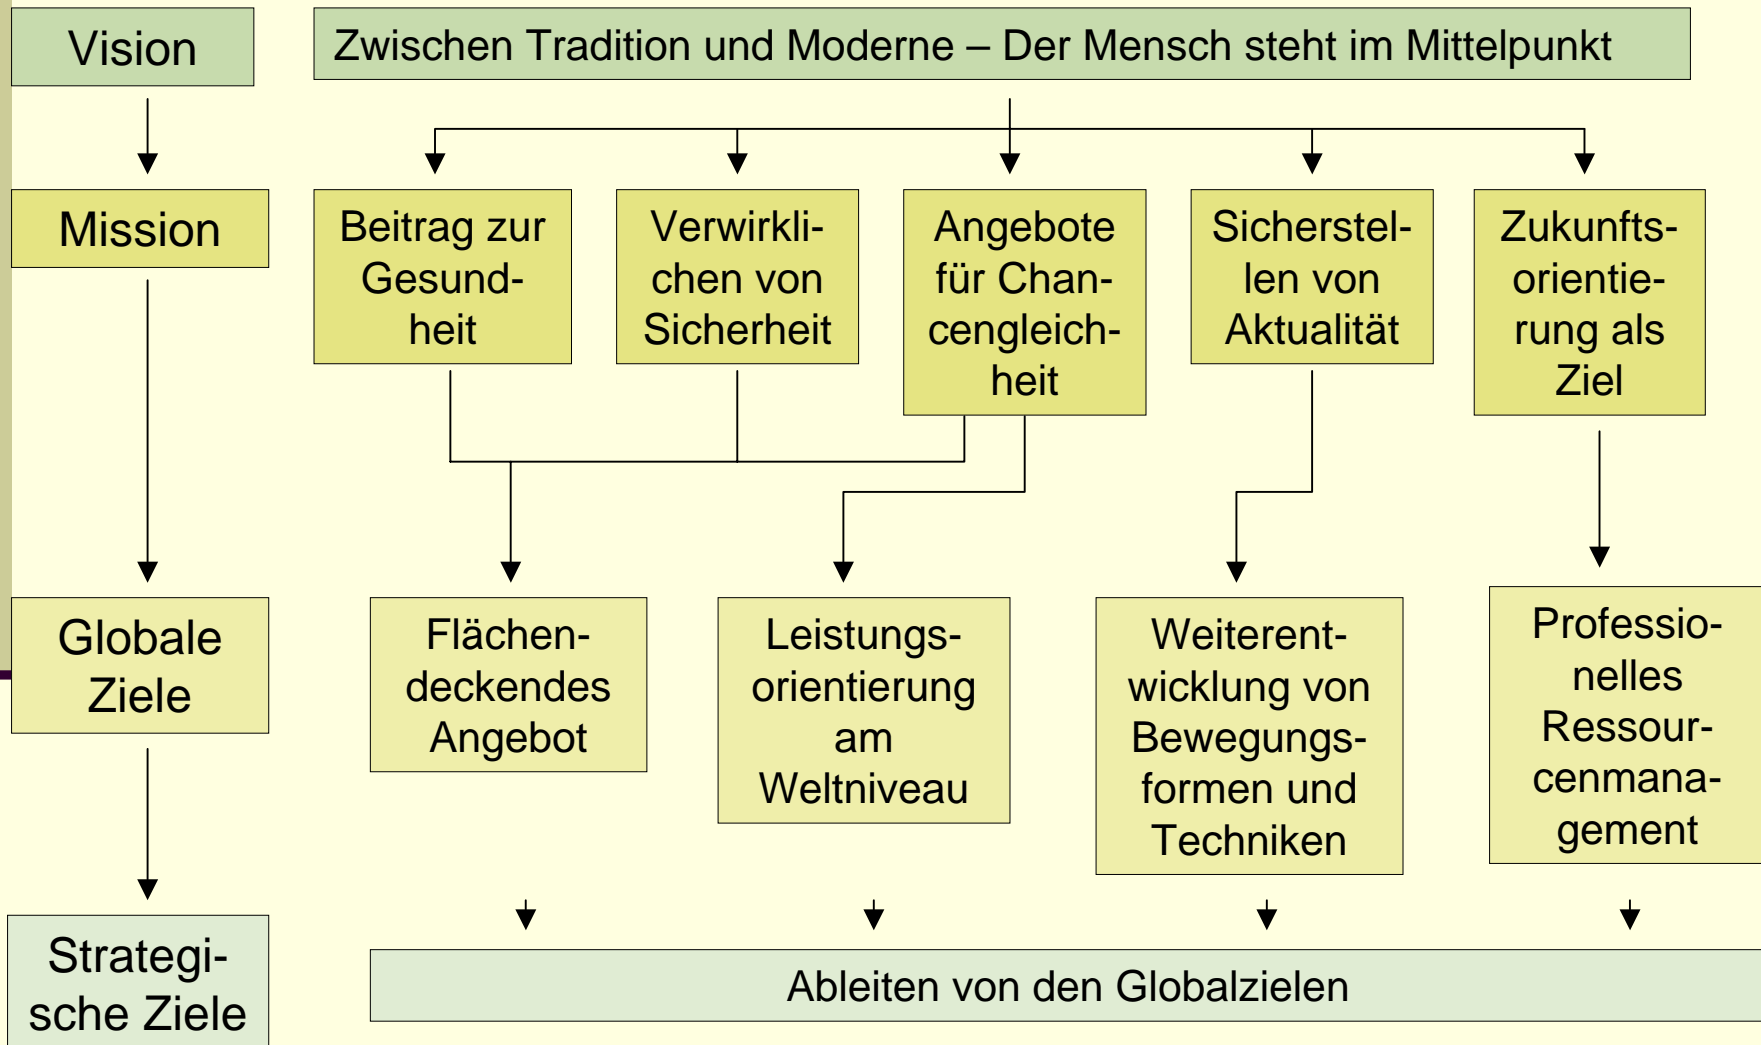 Vision
Zwischen Tradition und Moderne – Der Mensch steht im Mittelpunkt
Mission
Beitrag zur
Gesund-
heit
Verwirkli-
chen von
Sicherheit
Angebote
für Chan-
cengleich-
heit
Sicherstel-
len von
Aktualität
Zukunfts-
orientie-
rung als
Ziel
Globale
Ziele
Flächen-
deckendes
Angebot
Leistungs-
orientierung
am
Weltniveau
Weiterent-
wicklung von
Bewegungs-
formen und
Techniken
Professio-
nelles
Ressour-
cenmana-
gement
Strategi-
sche Ziele
Ableiten von den Globalzielen